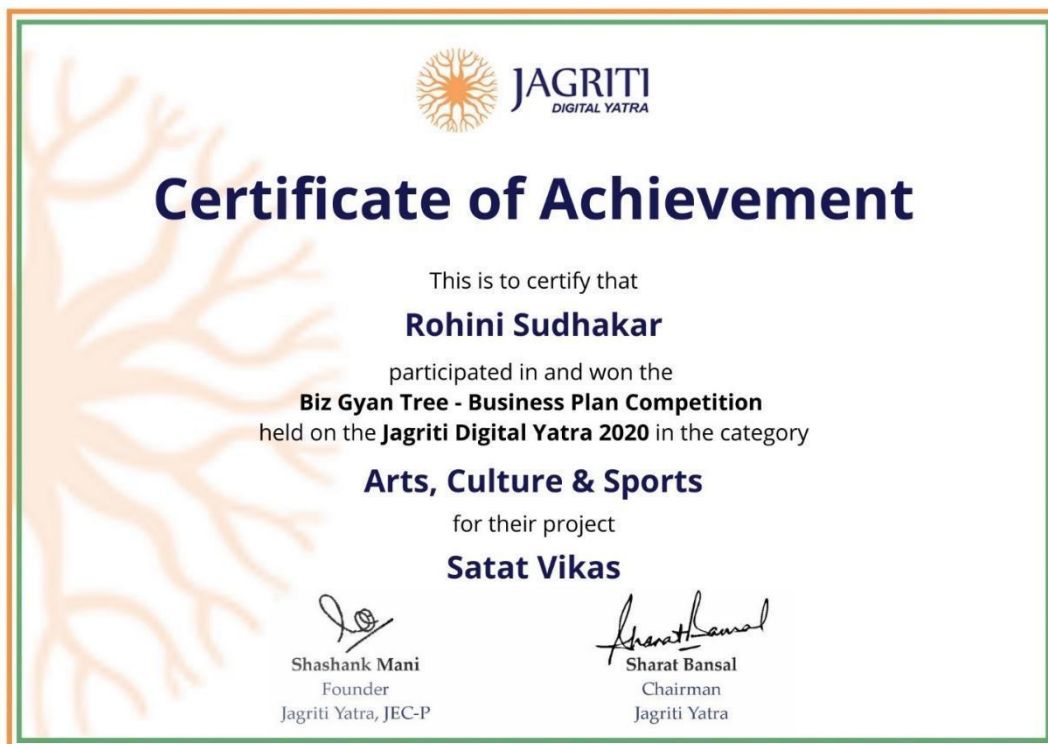 JAGRITI
DIGITAL YATRA
Certificate of Achievement
This is to certify that
Rohini Sudhakar
participated in and won the
Biz Gyan Tree - Business Plan Competition
held on the Jagriti Digital Yatra 2020 in the category
Arts, Culture & Sports
for their project
Satat Vikas
Sharat Bansal
Shashank Mani
Founder
Jagriti Yatra, JEC-P
Sharat Bansal
Chairman
Jagriti Yatra